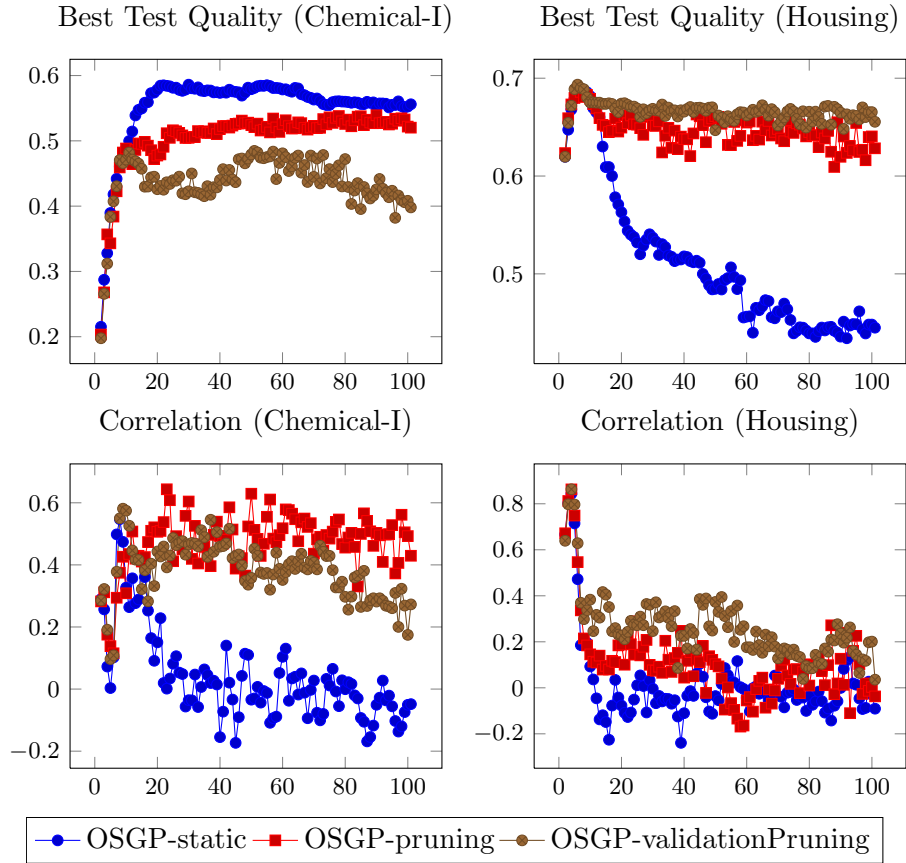 Best Test Quality (Chemical-I)
Best Test Quality (Housing)
0.6
0.5
0.4
0.3
0.2
0 20 40 60 80 100
0.7
0.6
0.5
0 20 40 60 80 100
Correlation (Chemical-I)
Correlation (Housing)
0.6
0.4
0.2
0
−0.2
0 20 40 60 80 100
0.8
0.6
0.4
0.2
0
−0.2
0 20 40 60 80 100
OSGP-static OSGP-pruning OSGP-validationPruning